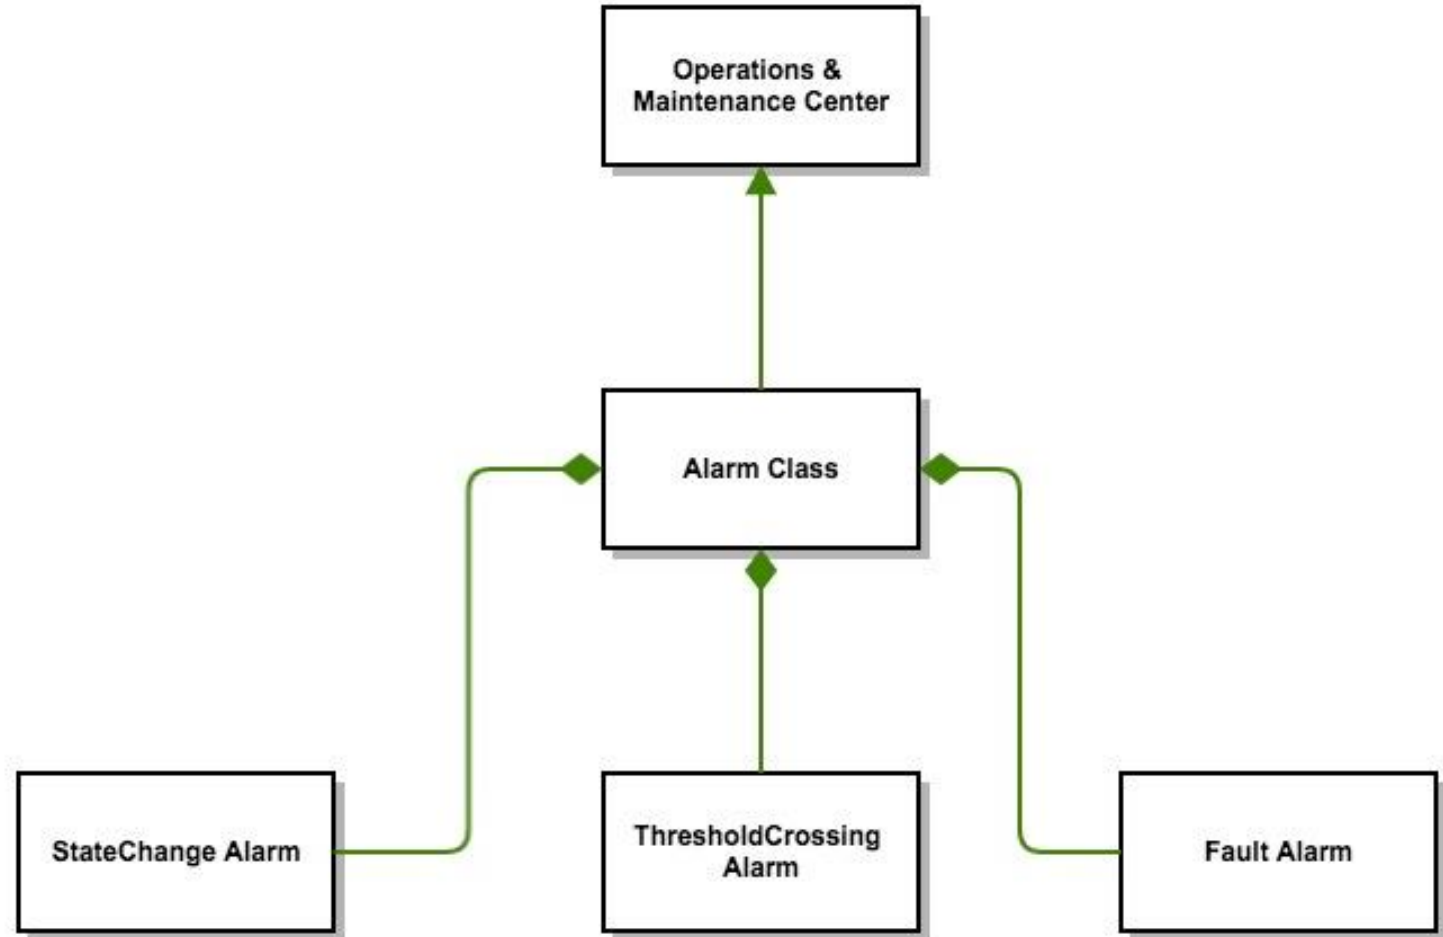 Operations &
Maintenance Center
Alarm Class
StateChange Alarm
ThresholdCrossing
Alarm
Fault Alarm